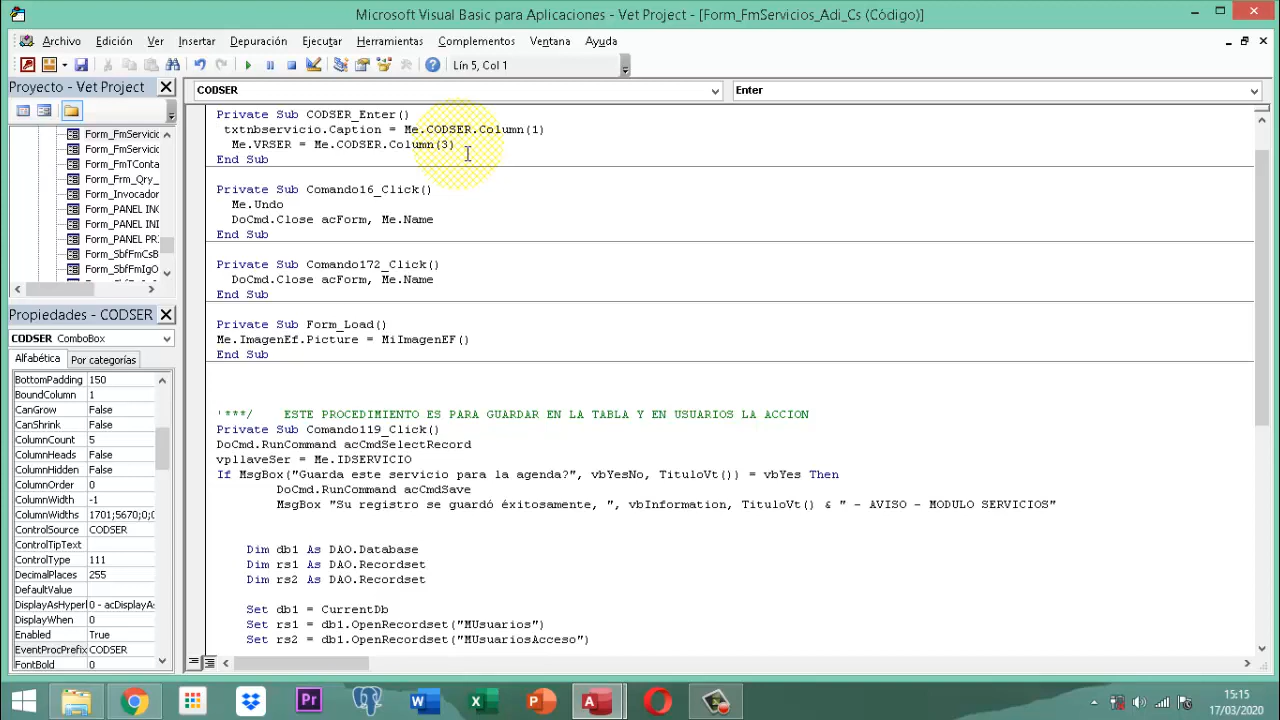 Microsoft Visual Basic para Aplicaciones - Vet Project - [Form_FmServicios_Adi_Cs (Código)]
Archivo Edición Ver Insertar Formato Depuración Ejecutar Herramientas Complementos Ventana Ayuda
Lín 5, Col 1
Proyecto - Vet Project
CODSER
Enter
Form_FmServicio
Form_FmServicio
Form_FmTConta
Form_Frm_Qry_
Form_Invocador
Form_PANEL ING
Form_PANEL INI
Form_PANEL PR
Form_SbfFmCsB
Form_SbfFmIgO
Propiedades - CODSER
CODSER ComboBox
Alfabética Por categorías
BottomPadding 150
BoundColumn 1
CanGrow False
CanShrink False
ColumnCount 5
ColumnHeads False
ColumnHidden False
ColumnOrder 0
ColumnWidth -1
ColumnWidths 1701;5670;0;0
ControlSource CODSER
ControlTipText
ControlType 111
DecimalPlaces 255
DefaultValue
DisplayAsHyperl 0 - acDisplayAs
DisplayWhen 0
Enabled True
EventProcPrefix CODSER
FontBold 0
Private Sub CODSER_Enter()
txtnbservicio.Caption = Me.CODSER.Column(1)
Me.VRSER = Me.CODSER.Column(3)
End Sub
Private Sub Comando16_Click()
Me.Undo
DoCmd.Close acForm, Me.Name
End Sub
Private Sub Comando172_Click()
DoCmd.Close acForm, Me.Name
End Sub
Private Sub Form_Load()
Me.ImagenEf.Picture = MiImagenEF()
End Sub
'***/ ESTE PROCEDIMIENTO ES PARA GUARDAR EN LA TABLA Y EN USUARIOS LA ACCION
Private Sub Comando119_Click()
DoCmd.RunCommand acCmdSelectRecord
vpllaveSer = Me.IDSERVICIO
If MsgBox("Guarda este servicio para la agenda?", vbYesNo, TituloVt()) = vbYes Then
DoCmd.RunCommand acCmdSave
MsgBox "Su registro se guardó éxitosamente, ", vbInformation, TituloVt() & " - AVISO - MODULO SERVICIOS"
Dim db1 As DAO.Database
Dim rs1 As DAO.Recordset
Dim rs2 As DAO.Recordset
Set db1 = CurrentDb
Set rs1 = db1.OpenRecordset("MUsuarios")
Set rs2 = db1.OpenRecordset("MUsuariosAcceso")
15:15
17/03/2020